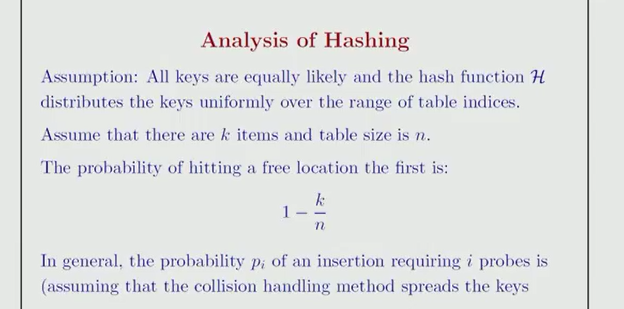 Analysis of Hashing
Assumption: All keys are equally likely and the hash function ℋ
distributes the keys uniformly over the range of table indices.
Assume that there are k items and table size is n.
The probability of hitting a free location the first is:
1 − k/n
In general, the probability pᵢ of an insertion requiring i probes is
(assuming that the collision handling method spreads the keys